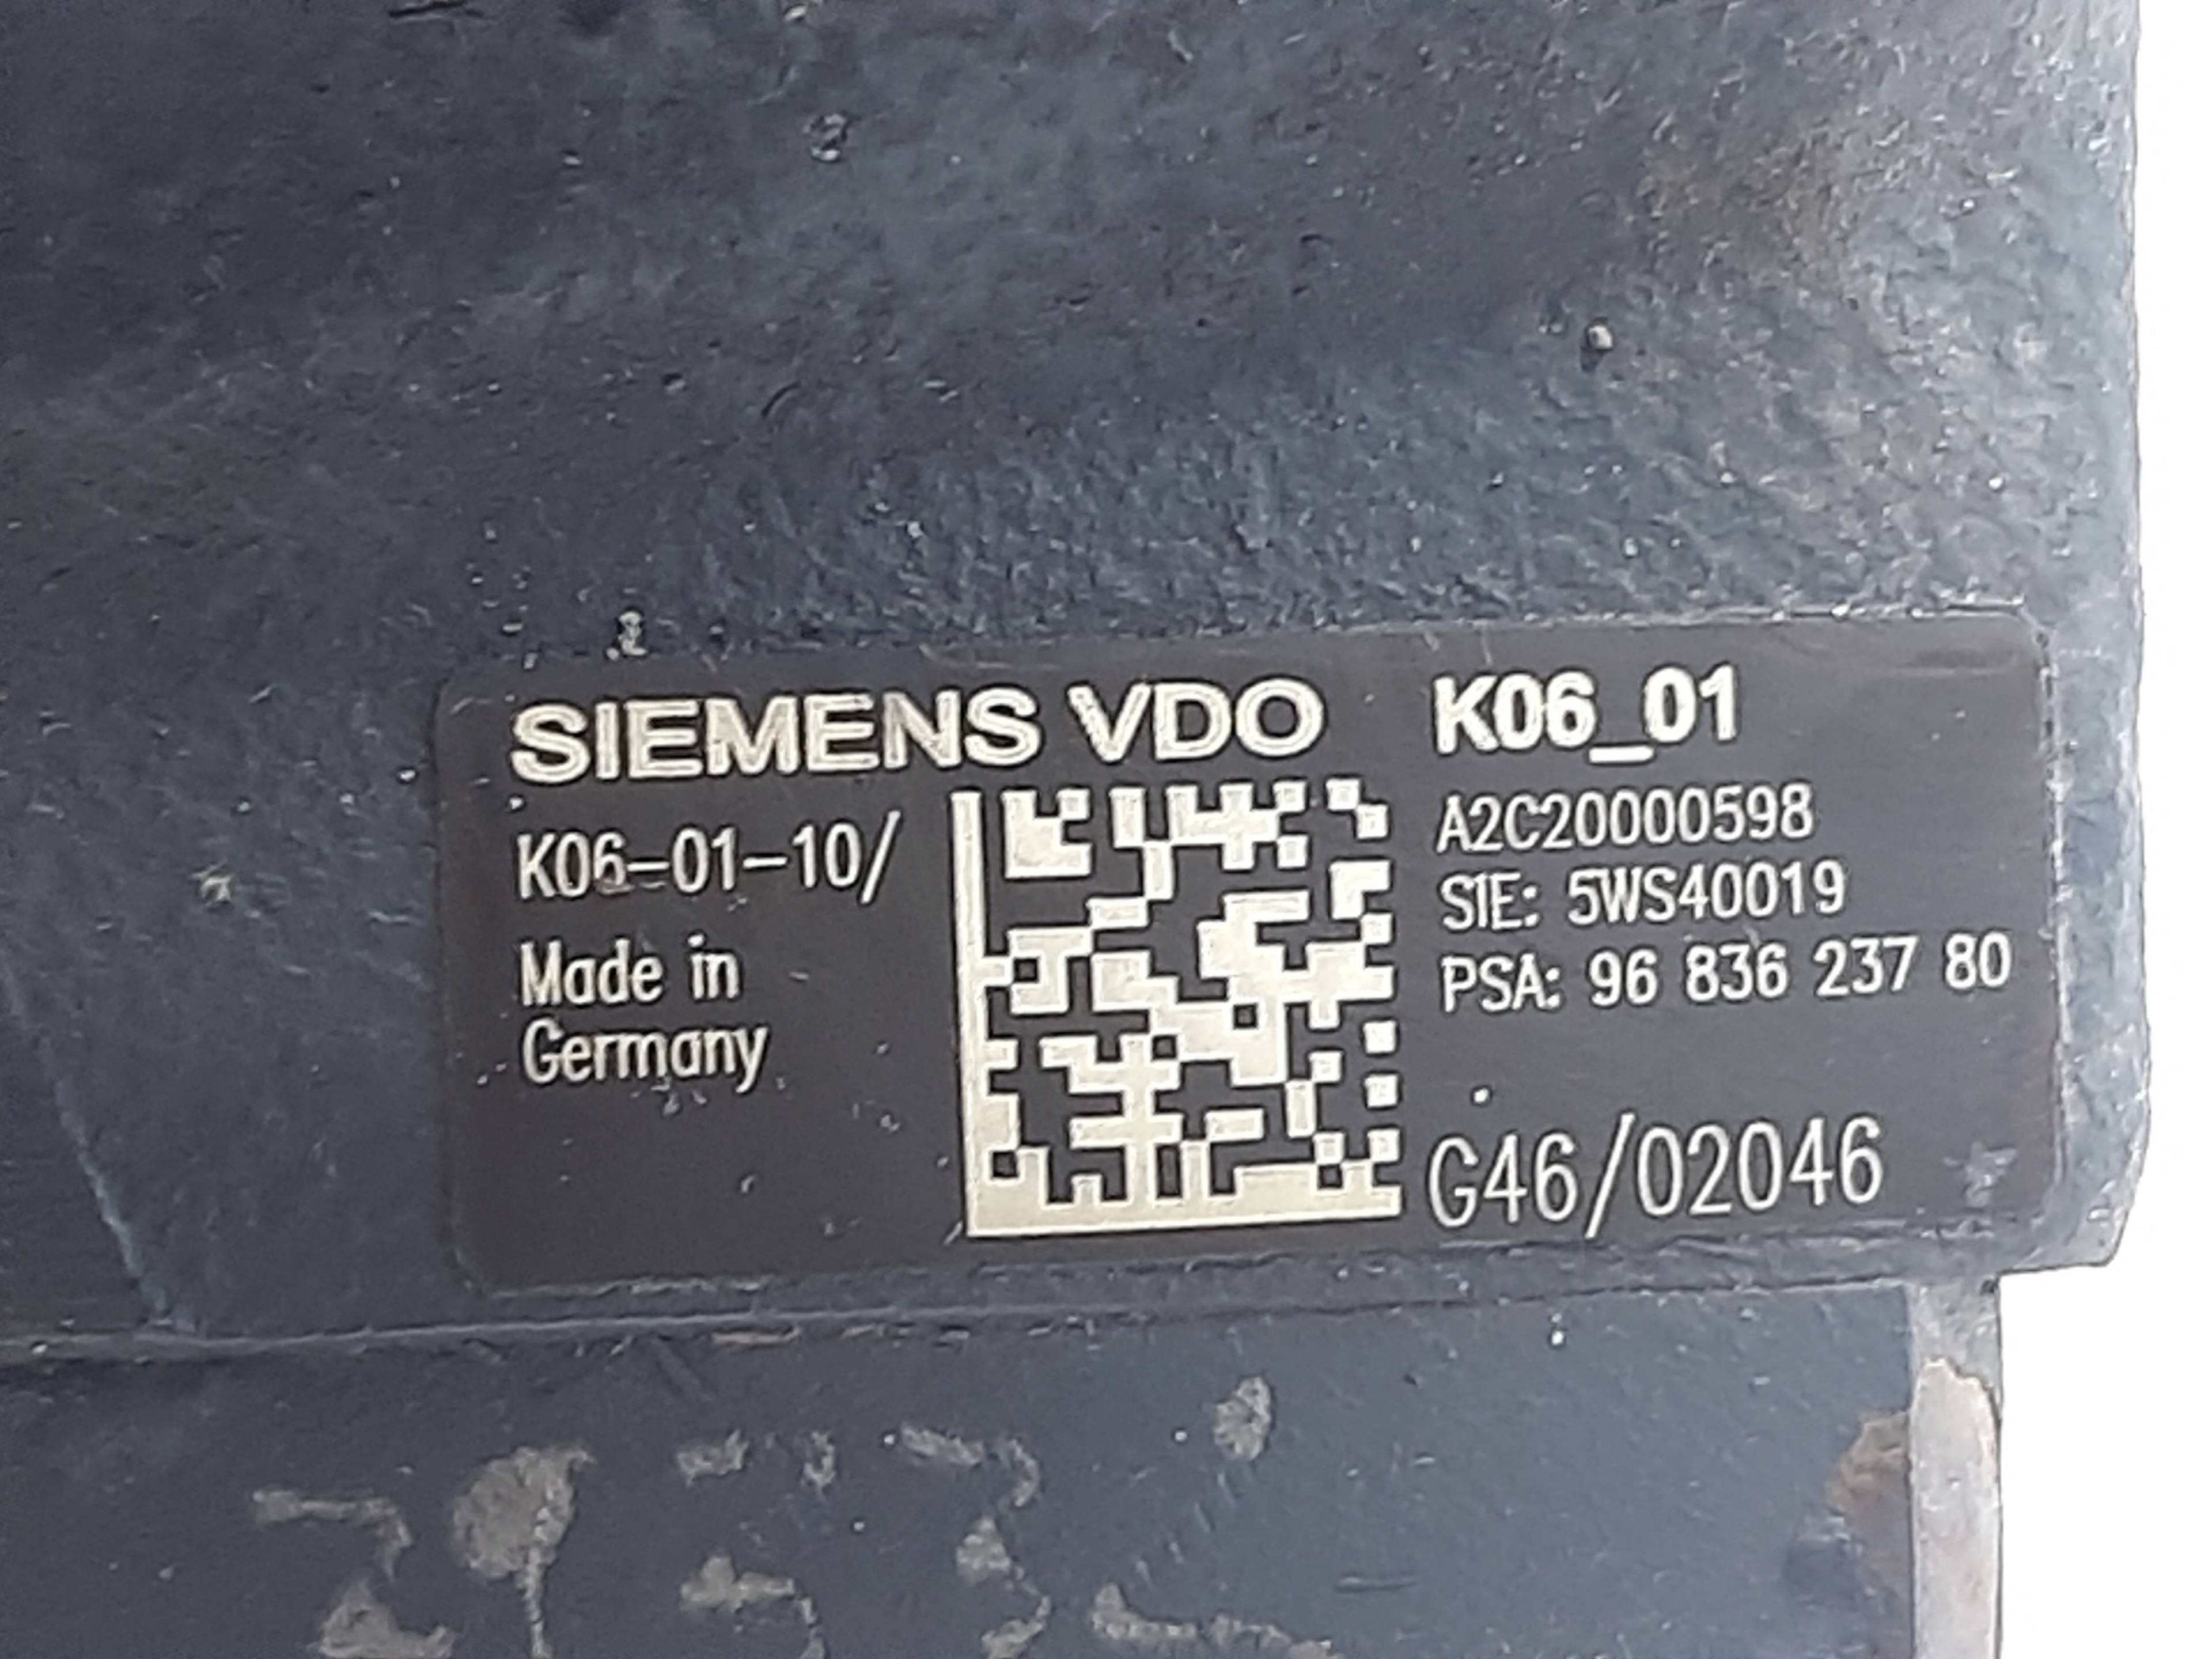 SIEMENS VDO
K06_01
K06-01-10/
Made in
Germany
A2C20000598
SIE: 5WS40019
PSA: 96 836 237 80
G46/02046